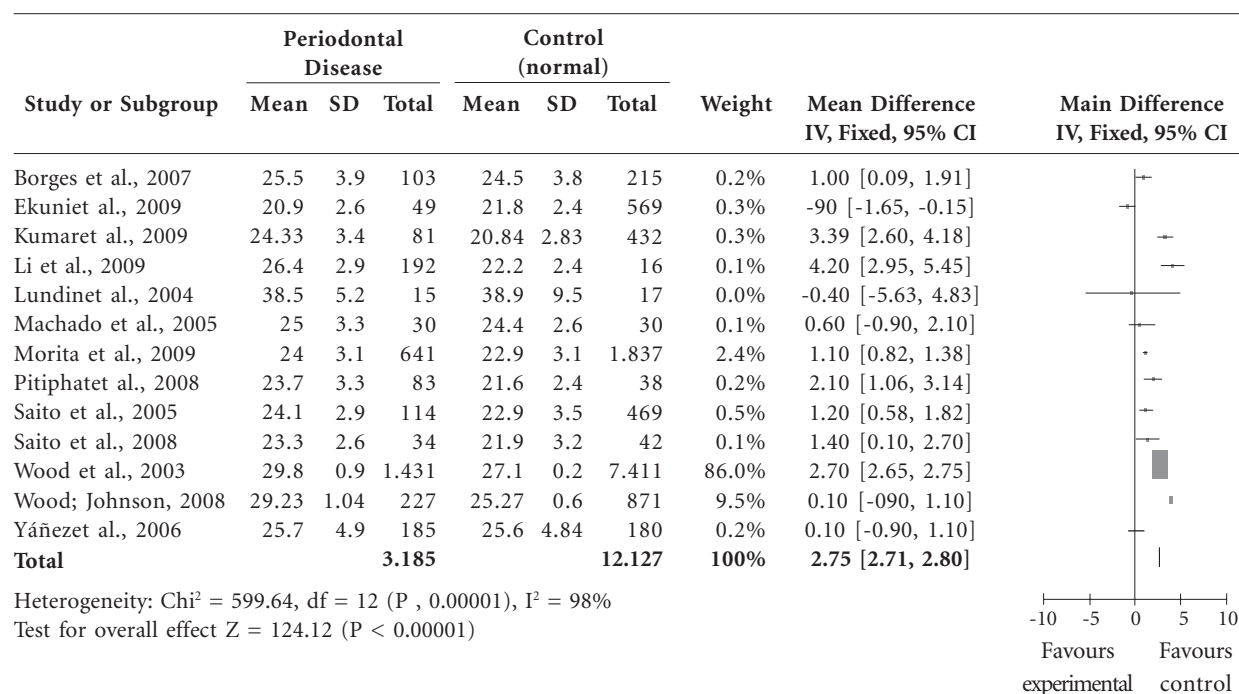 Periodontal Disease Control (normal)
Study or Subgroup Mean SD Total Mean SD Total Weight Mean Difference IV, Fixed, 95% CI Main Difference IV, Fixed, 95% CI
Borges et al., 2007 25.5 3.9 103 24.5 3.8 215 0.2% 1.00 [0.09, 1.91]
Ekuniet et al., 2009 20.9 2.6 49 21.8 2.4 569 0.3% -90 [-1.65, -0.15]
Kumaret et al., 2009 24.33 3.4 81 20.84 2.83 432 0.3% 3.39 [2.60, 4.18]
Li et al., 2009 26.4 2.9 192 22.2 2.4 16 0.1% 4.20 [2.95, 5.45]
Lundinet et al., 2004 38.5 5.2 15 38.9 9.5 17 0.0% -0.40 [-5.63, 4.83]
Machado et al., 2005 25 3.3 30 24.4 2.6 30 0.1% 0.60 [-0.90, 2.10]
Morita et al., 2009 24 3.1 641 22.9 3.1 1.837 2.4% 1.10 [0.82, 1.38]
Pitiphatet et al., 2008 23.7 3.3 83 21.6 2.4 38 0.2% 2.10 [1.06, 3.14]
Saito et al., 2005 24.1 2.9 114 22.9 3.5 469 0.5% 1.20 [0.58, 1.82]
Saito et al., 2008 23.3 2.6 34 21.9 3.2 42 0.1% 1.40 [0.10, 2.70]
Wood et al., 2003 29.8 0.9 1.431 27.1 0.2 7.411 86.0% 2.70 [2.65, 2.75]
Wood; Johnson, 2008 29.23 1.04 227 25.27 0.6 871 9.5% 0.10 [-090, 1.10]
Yáñezet al., 2006 25.7 4.9 185 25.6 4.84 180 0.2% 0.10 [-0.90, 1.10]
Total 3.185 12.127 100% 2.75 [2.71, 2.80]
Heterogeneity: Chi² = 599.64, df = 12 (P , 0.00001), I² = 98%
Test for overall effect Z = 124.12 (P < 0.00001)
-10 -5 0 5 10
Favours experimental Favours control